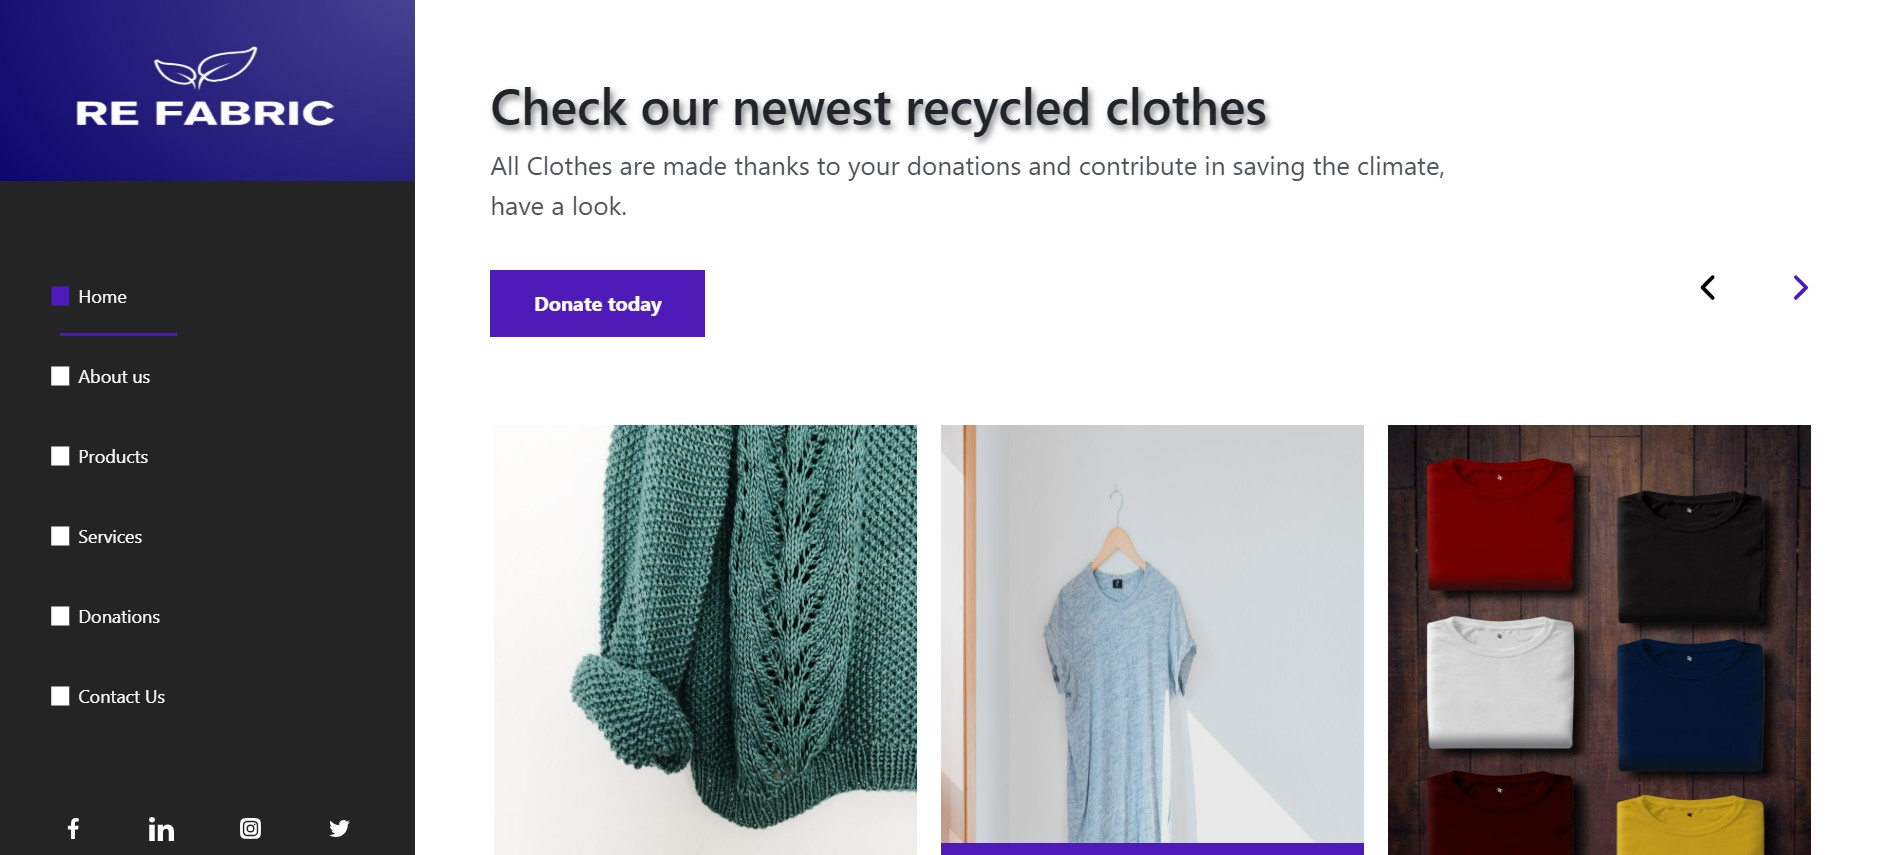 RE FABRIC
Home
About us
Products
Services
Donations
Contact Us
Check our newest recycled clothes
All Clothes are made thanks to your donations and contribute in saving the climate,
have a look.
Donate today